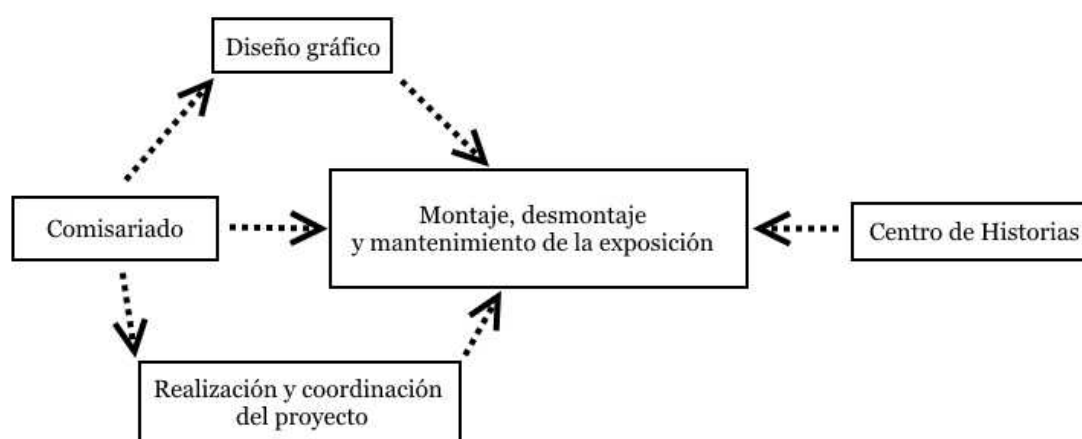 Diseño gráfico
Comisariado
Montaje, desmontaje
y mantenimiento de la exposición
Centro de Historias
Realización y coordinación
del proyecto